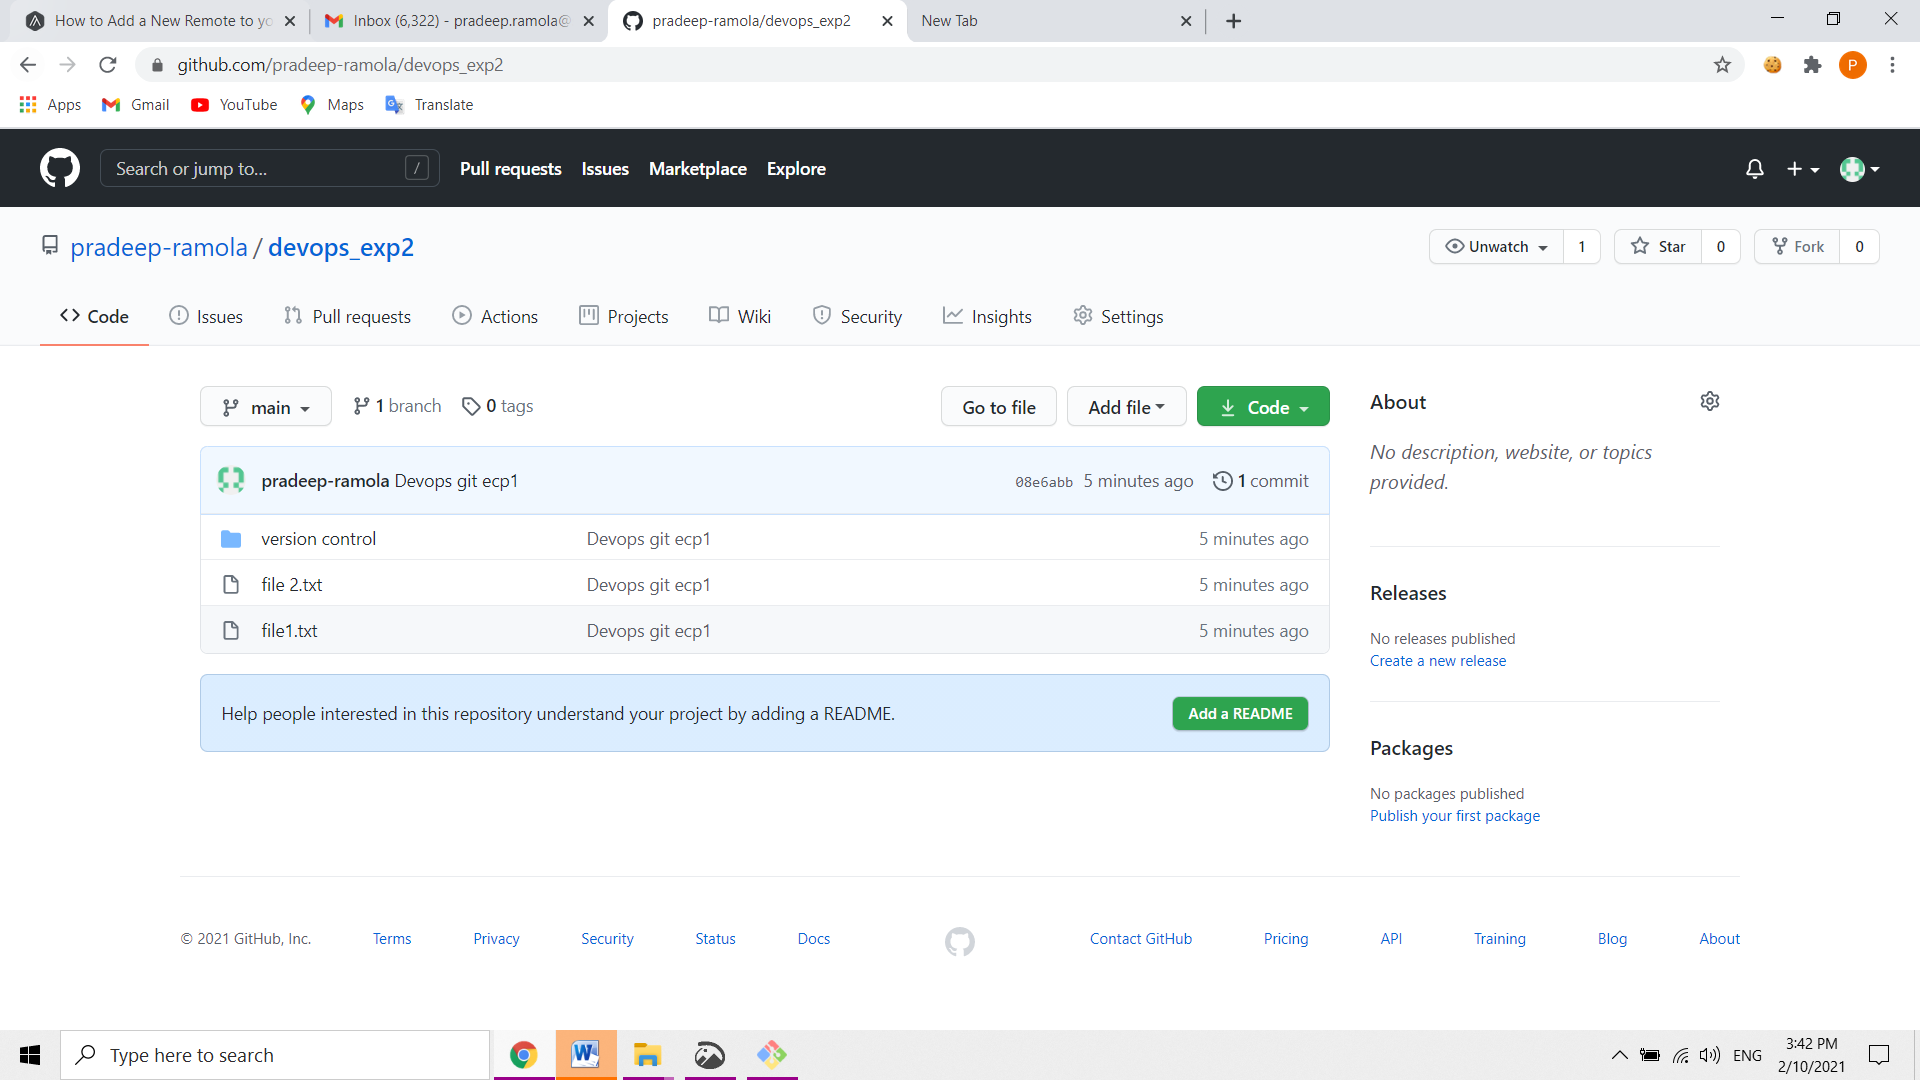 How to Add a New Remote to yo
Inbox (6,322) - pradeep.ramola@
pradeep-ramola/devops_exp2
New Tab
github.com/pradeep-ramola/devops_exp2
P
Apps
Gmail
YouTube
Maps
Translate
Search or jump to...
/
Pull requests
Issues
Marketplace
Explore
pradeep-ramola / devops_exp2
Unwatch
1
Star
0
Fork
0
Code
Issues
Pull requests
Actions
Projects
Wiki
Security
Insights
Settings
main
1 branch
0 tags
Go to file
Add file
Code
About
No description, website, or topics
provided.
pradeep-ramola Devops git ecp1
08e6abb
5 minutes ago
1 commit
version control
Devops git ecp1
5 minutes ago
file 2.txt
Devops git ecp1
5 minutes ago
file1.txt
Devops git ecp1
5 minutes ago
Releases
No releases published
Create a new release
Help people interested in this repository understand your project by adding a README.
Add a README
Packages
No packages published
Publish your first package
© 2021 GitHub, Inc.
Terms
Privacy
Security
Status
Docs
Contact GitHub
Pricing
API
Training
Blog
About
Type here to search
W
ENG
3:42 PM
2/10/2021